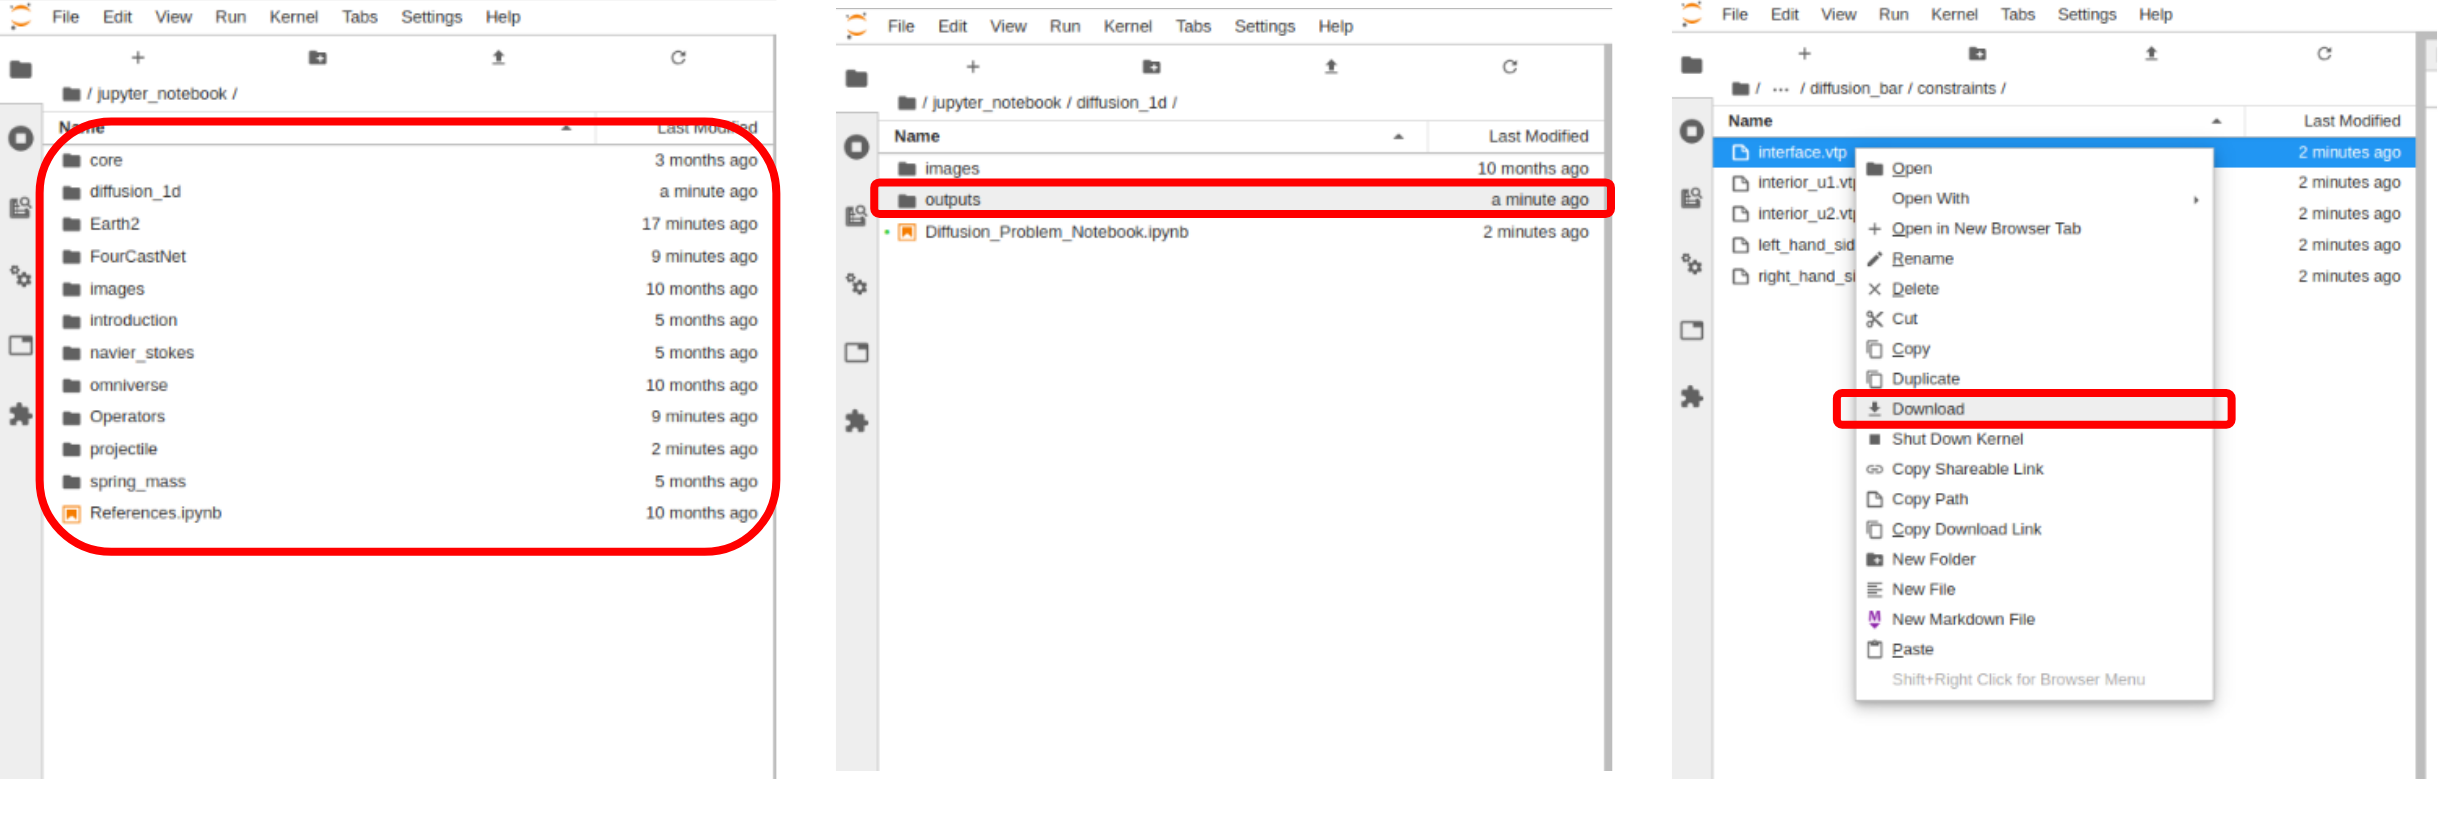 File Edit View Run Kernel Tabs Settings Help
/ jupyter_notebook /
Name Last Modified
core 3 months ago
diffusion_1d a minute ago
Earth2 17 minutes ago
FourCastNet 9 minutes ago
images 10 months ago
introduction 5 months ago
navier_stokes 5 months ago
omniverse 10 months ago
Operators 9 minutes ago
projectile 2 minutes ago
spring_mass 5 months ago
References.ipynb 10 months ago
File Edit View Run Kernel Tabs Settings Help
/ jupyter_notebook / diffusion_1d /
Name Last Modified
images 10 months ago
outputs a minute ago
Diffusion_Problem_Notebook.ipynb 2 minutes ago
File Edit View Run Kernel Tabs Settings Help
/ ··· / diffusion_bar / constraints /
Name Last Modified
interface.vtp 2 minutes ago
interior_u1.vtp 2 minutes ago
interior_u2.vtp 2 minutes ago
left_hand_sid 2 minutes ago
right_hand_si 2 minutes ago
Open
Open With
Open in New Browser Tab
Rename
Delete
Cut
Copy
Duplicate
Download
Shut Down Kernel
Copy Shareable Link
Copy Path
Copy Download Link
New Folder
New File
New Markdown File
Paste
Shift+Right Click for Browser Menu